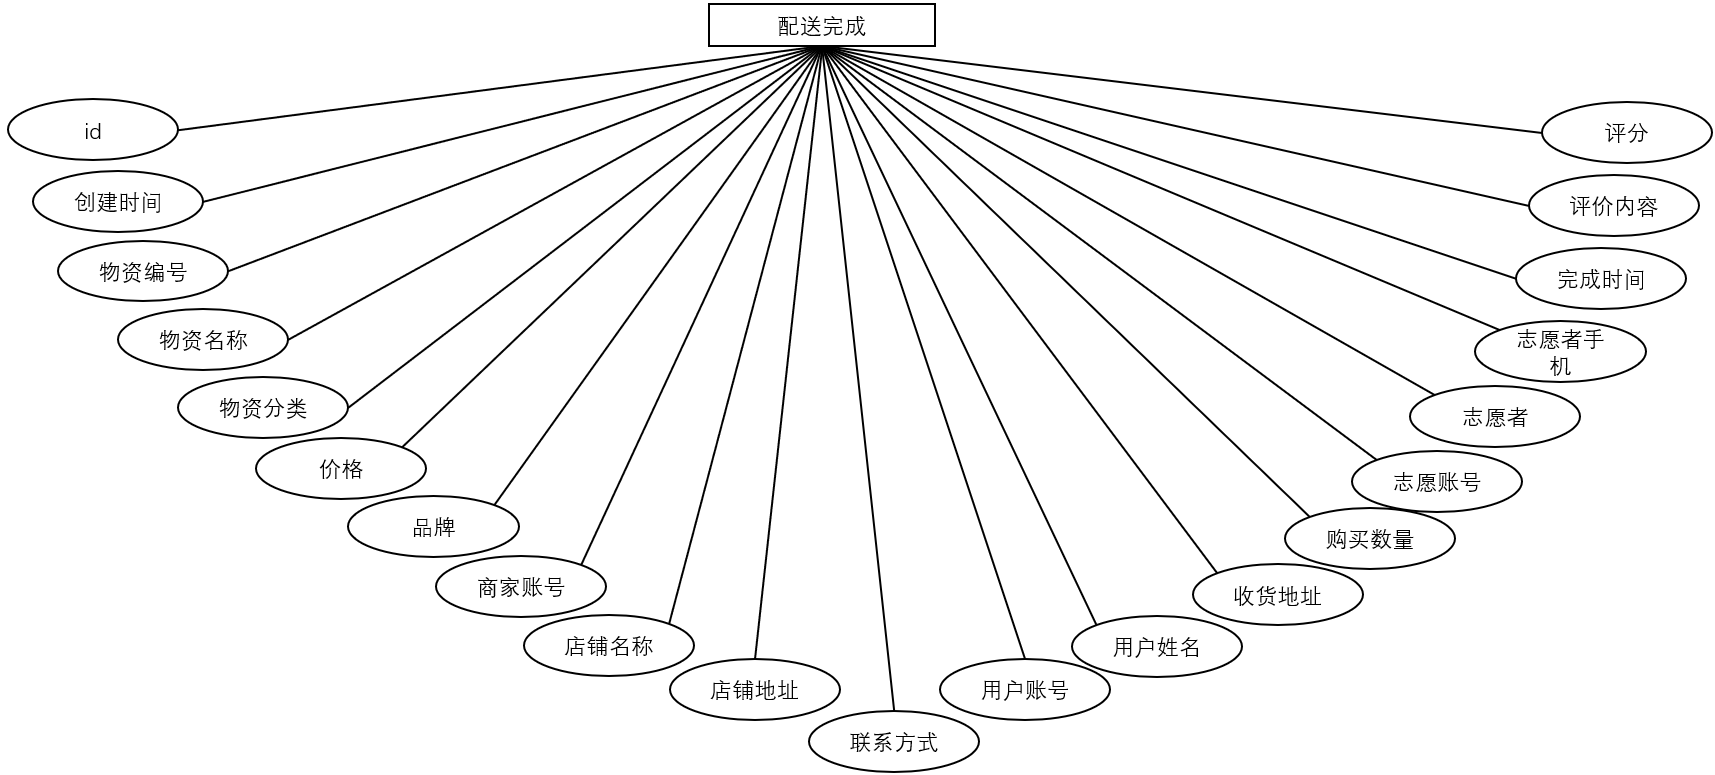 配送完成
id
创建时间
物资编号
物资名称
物资分类
价格
品牌
商家账号
店铺名称
店铺地址
联系方式
用户账号
用户姓名
收货地址
购买数量
志愿账号
志愿者
志愿者手
机
完成时间
评价内容
评分